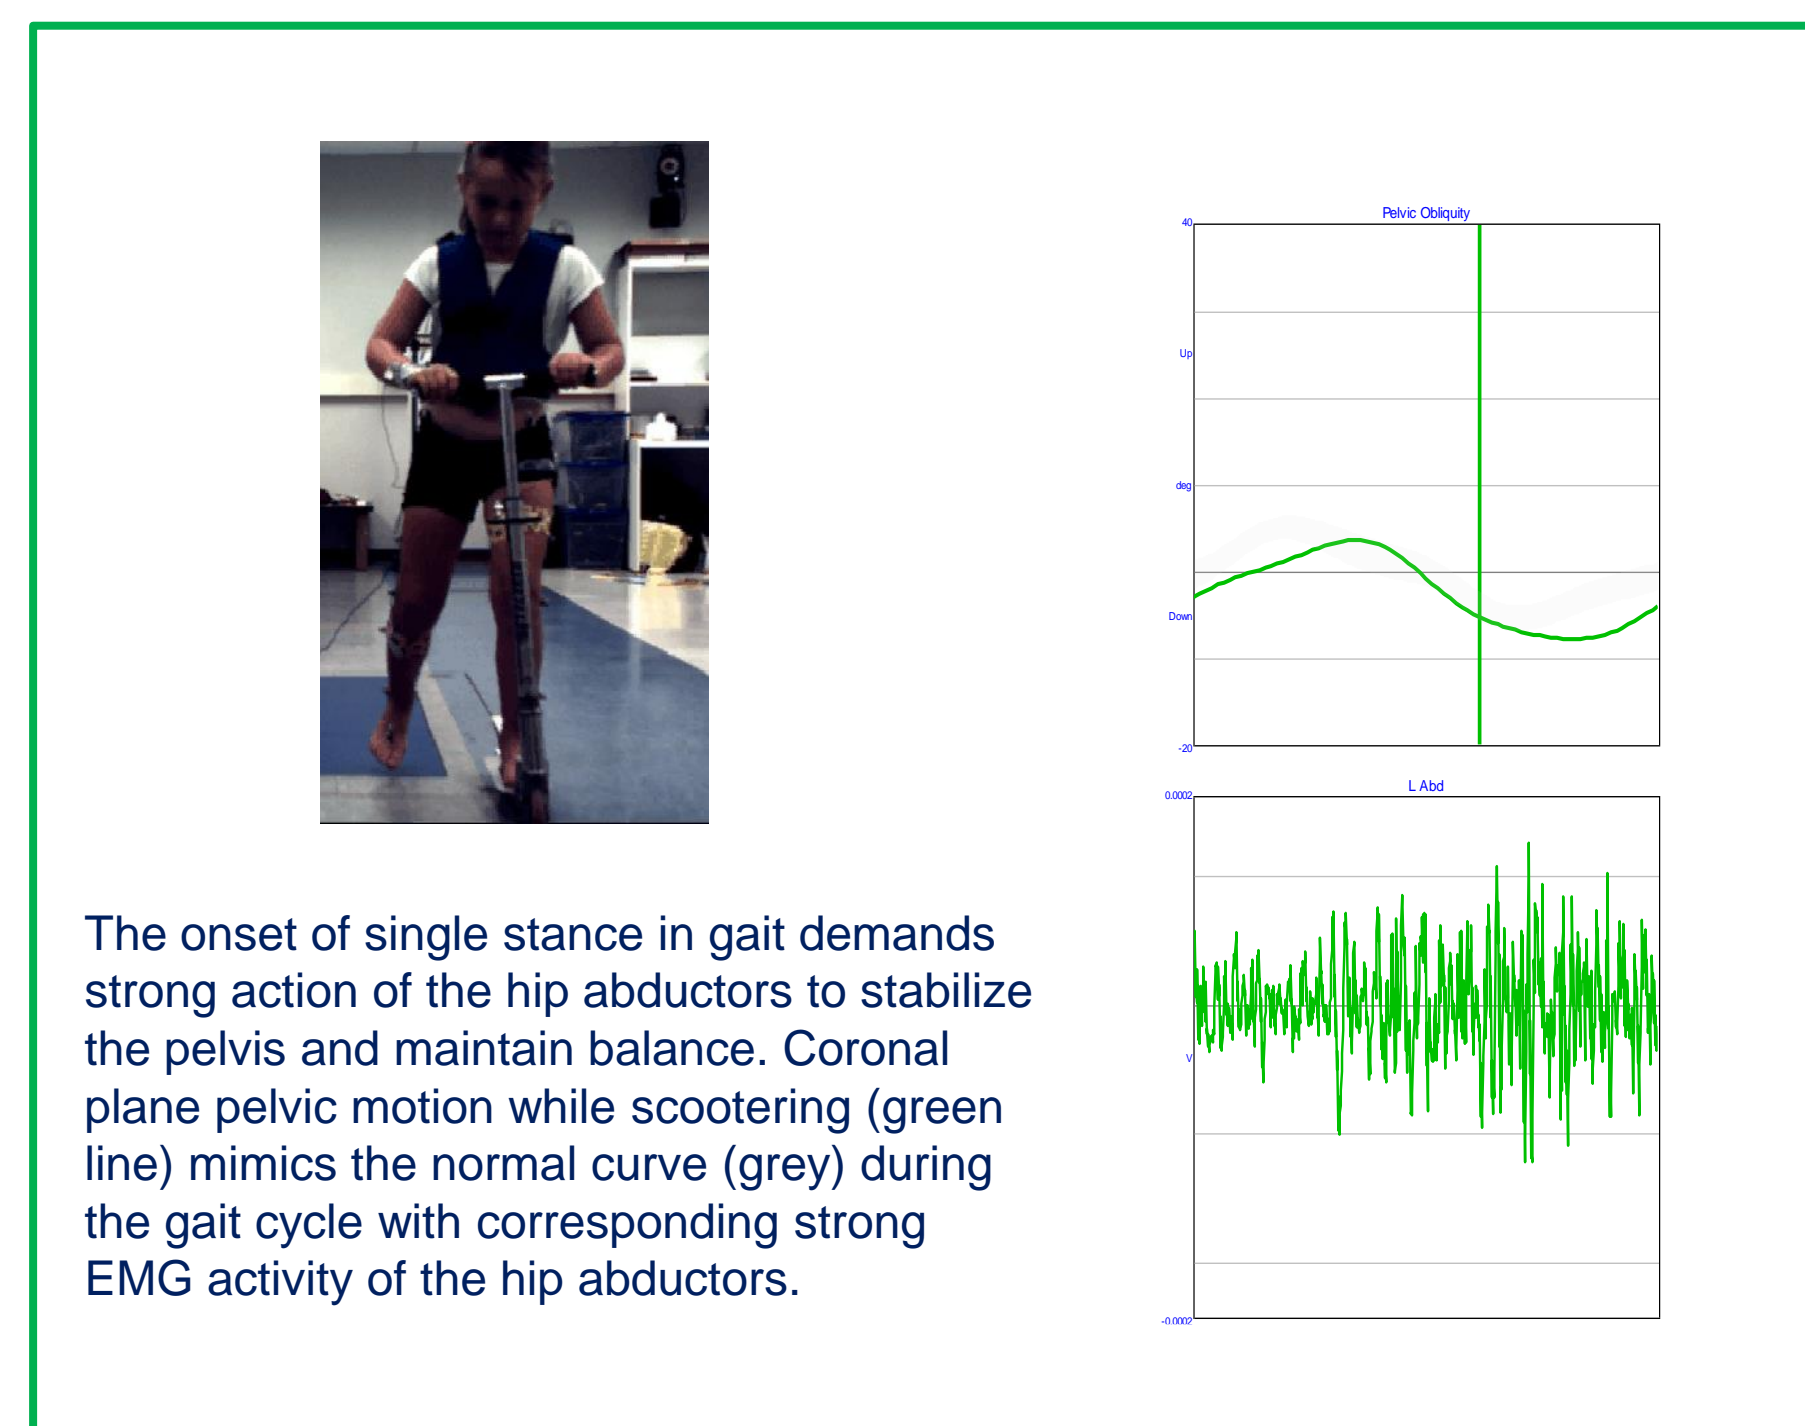 Pelvic Obliquity
40
Up
deg
Down
-20
L Abd
0.0002
V
-0.0002
The onset of single stance in gait demands
strong action of the hip abductors to stabilize
the pelvis and maintain balance. Coronal
plane pelvic motion while scootering (green
line) mimics the normal curve (grey) during
the gait cycle with corresponding strong
EMG activity of the hip abductors.